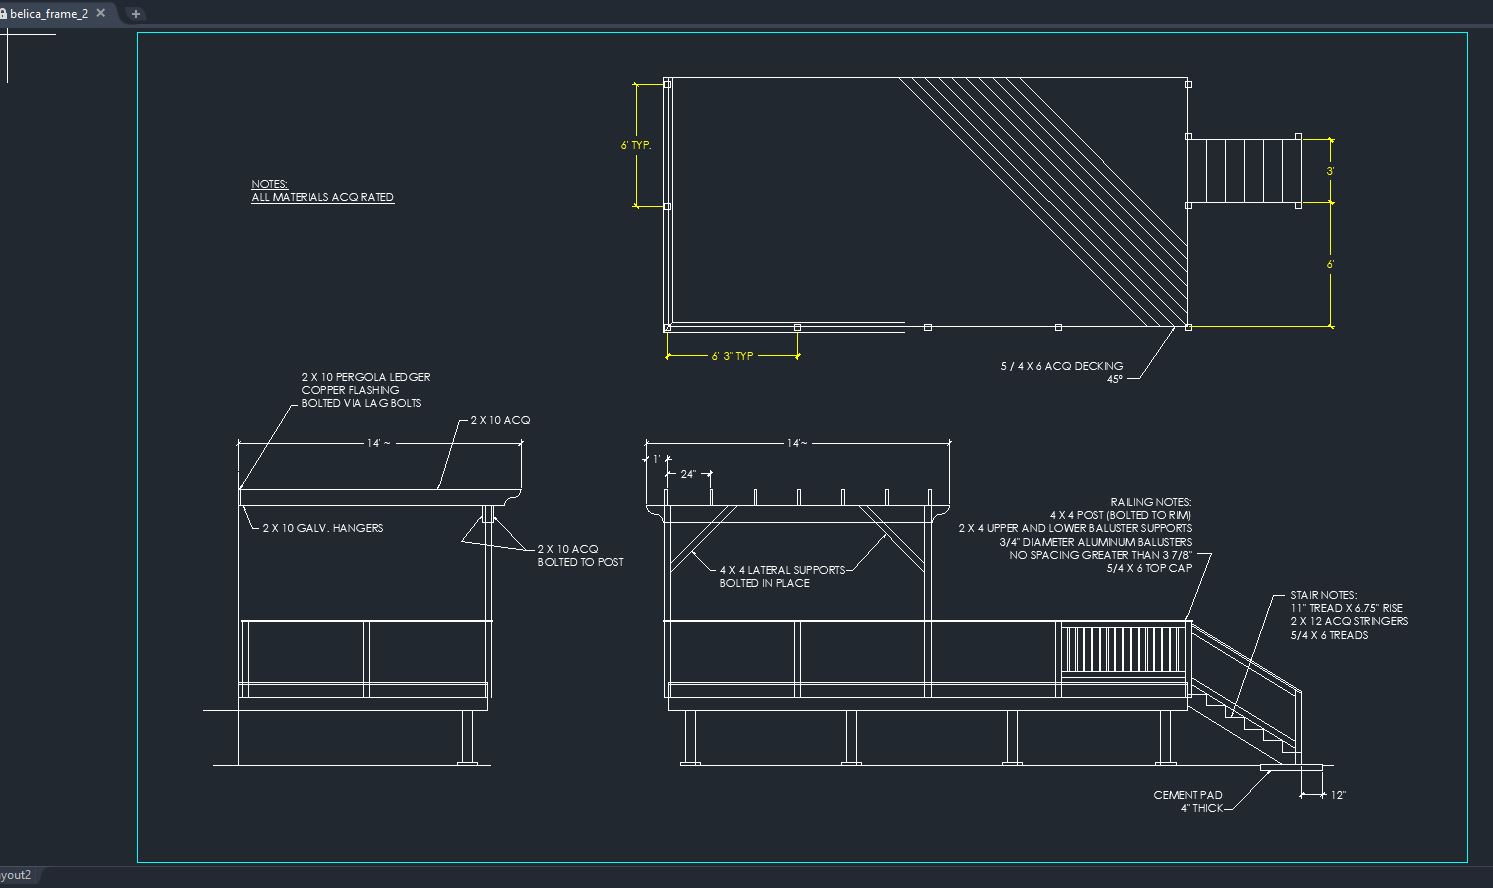 belica_frame_2
6' TYP.
3'
NOTES:
ALL MATERIALS ACQ RATED
6'
6' 3" TYP
5 / 4 X 6 ACQ DECKING
45º
2 X 10 PERGOLA LEDGER
COPPER FLASHING
BOLTED VIA LAG BOLTS
2 X 10 ACQ
14' ~
14'~
1'
24"
2 X 10 GALV. HANGERS
2 X 10 ACQ
BOLTED TO POST
4 X 4 LATERAL SUPPORTS
BOLTED IN PLACE
RAILING NOTES:
4 X 4 POST (BOLTED TO RIM)
2 X 4 UPPER AND LOWER BALUSTER SUPPORTS
3/4" DIAMETER ALUMINUM BALUSTERS
NO SPACING GREATER THAN 3 7/8"
5/4 X 6 TOP CAP
STAIR NOTES:
11" TREAD X 6.75" RISE
2 X 12 ACQ STRINGERS
5/4 X 6 TREADS
CEMENT PAD
4" THICK
12"
yout2